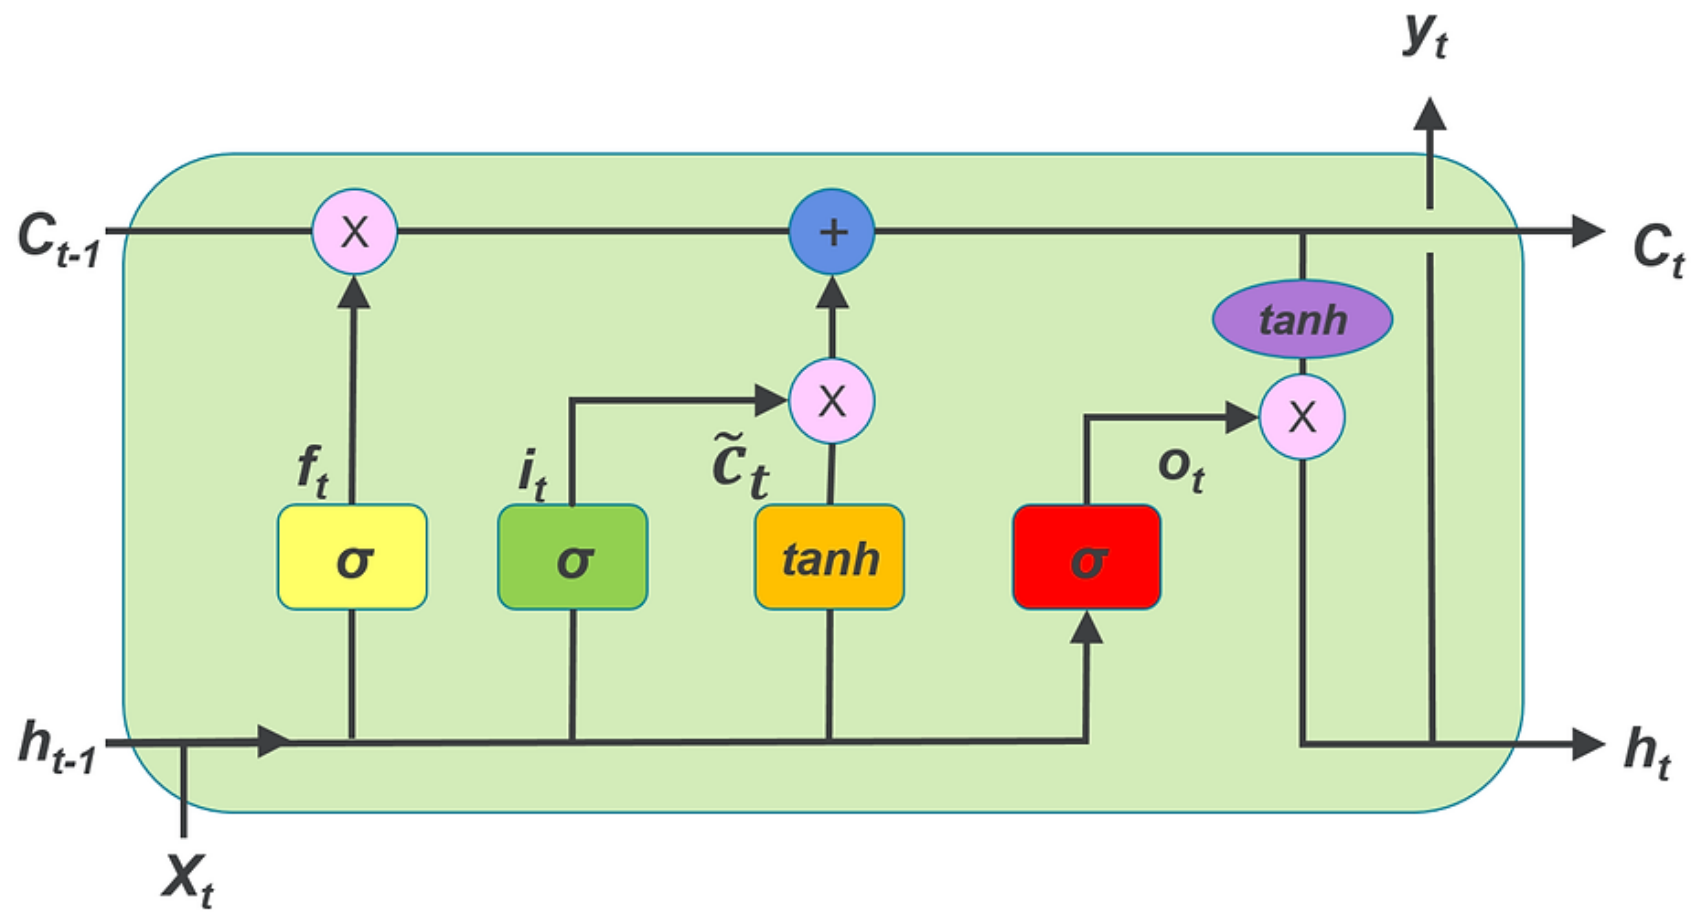 yₜ
Cₜ₋₁
X
+
Cₜ
tanh
X
X
fₜ
iₜ
c̃ₜ
oₜ
σ
σ
tanh
σ
hₜ₋₁
hₜ
Xₜ